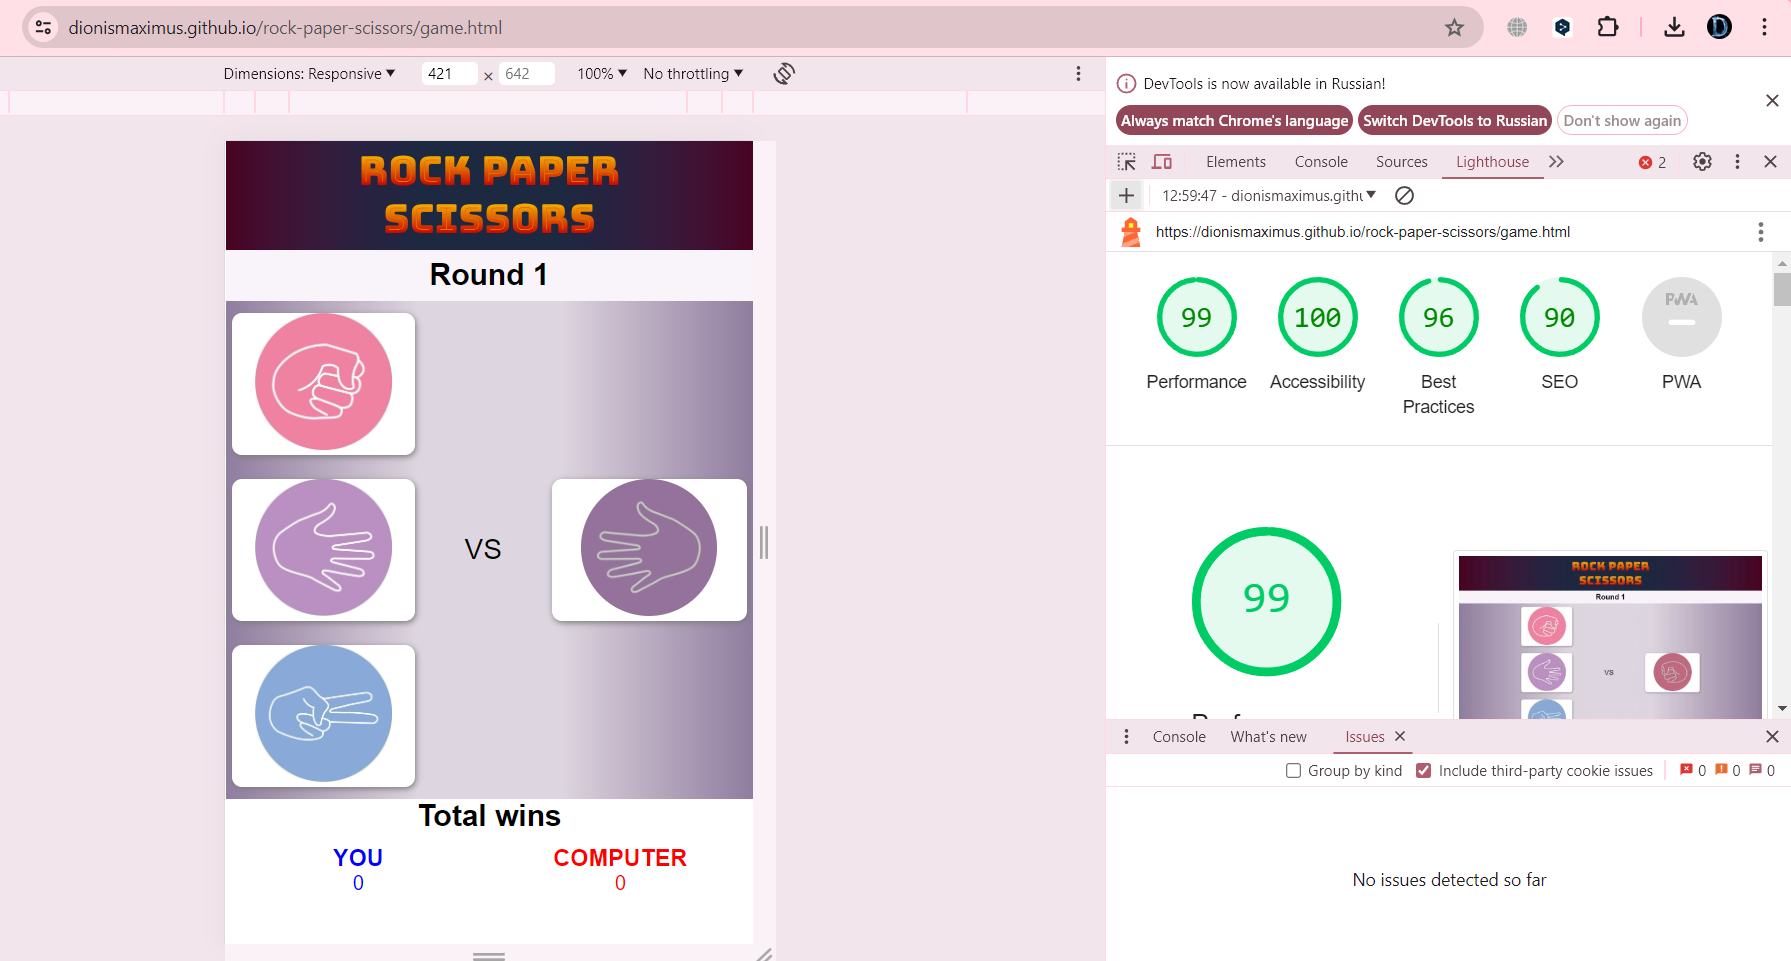 dionismaximus.github.io/rock-paper-scissors/game.html
Dimensions: Responsive ▼ 421 × 642 100% ▼ No throttling ▼
ROCK PAPER
SCISSORS
Round 1
VS
Total wins
YOU COMPUTER
0 0
DevTools is now available in Russian!
Always match Chrome's language Switch DevTools to Russian Don't show again
Elements Console Sources Lighthouse 2
12:59:47 - dionismaximus.githu
https://dionismaximus.github.io/rock-paper-scissors/game.html
99 100 96 90 PWA
Performance Accessibility Best Practices SEO PWA
99
ROCK PAPER
SCISSORS
Round 1
VS
Console What's new Issues
Group by kind Include third-party cookie issues 0 0 0
No issues detected so far